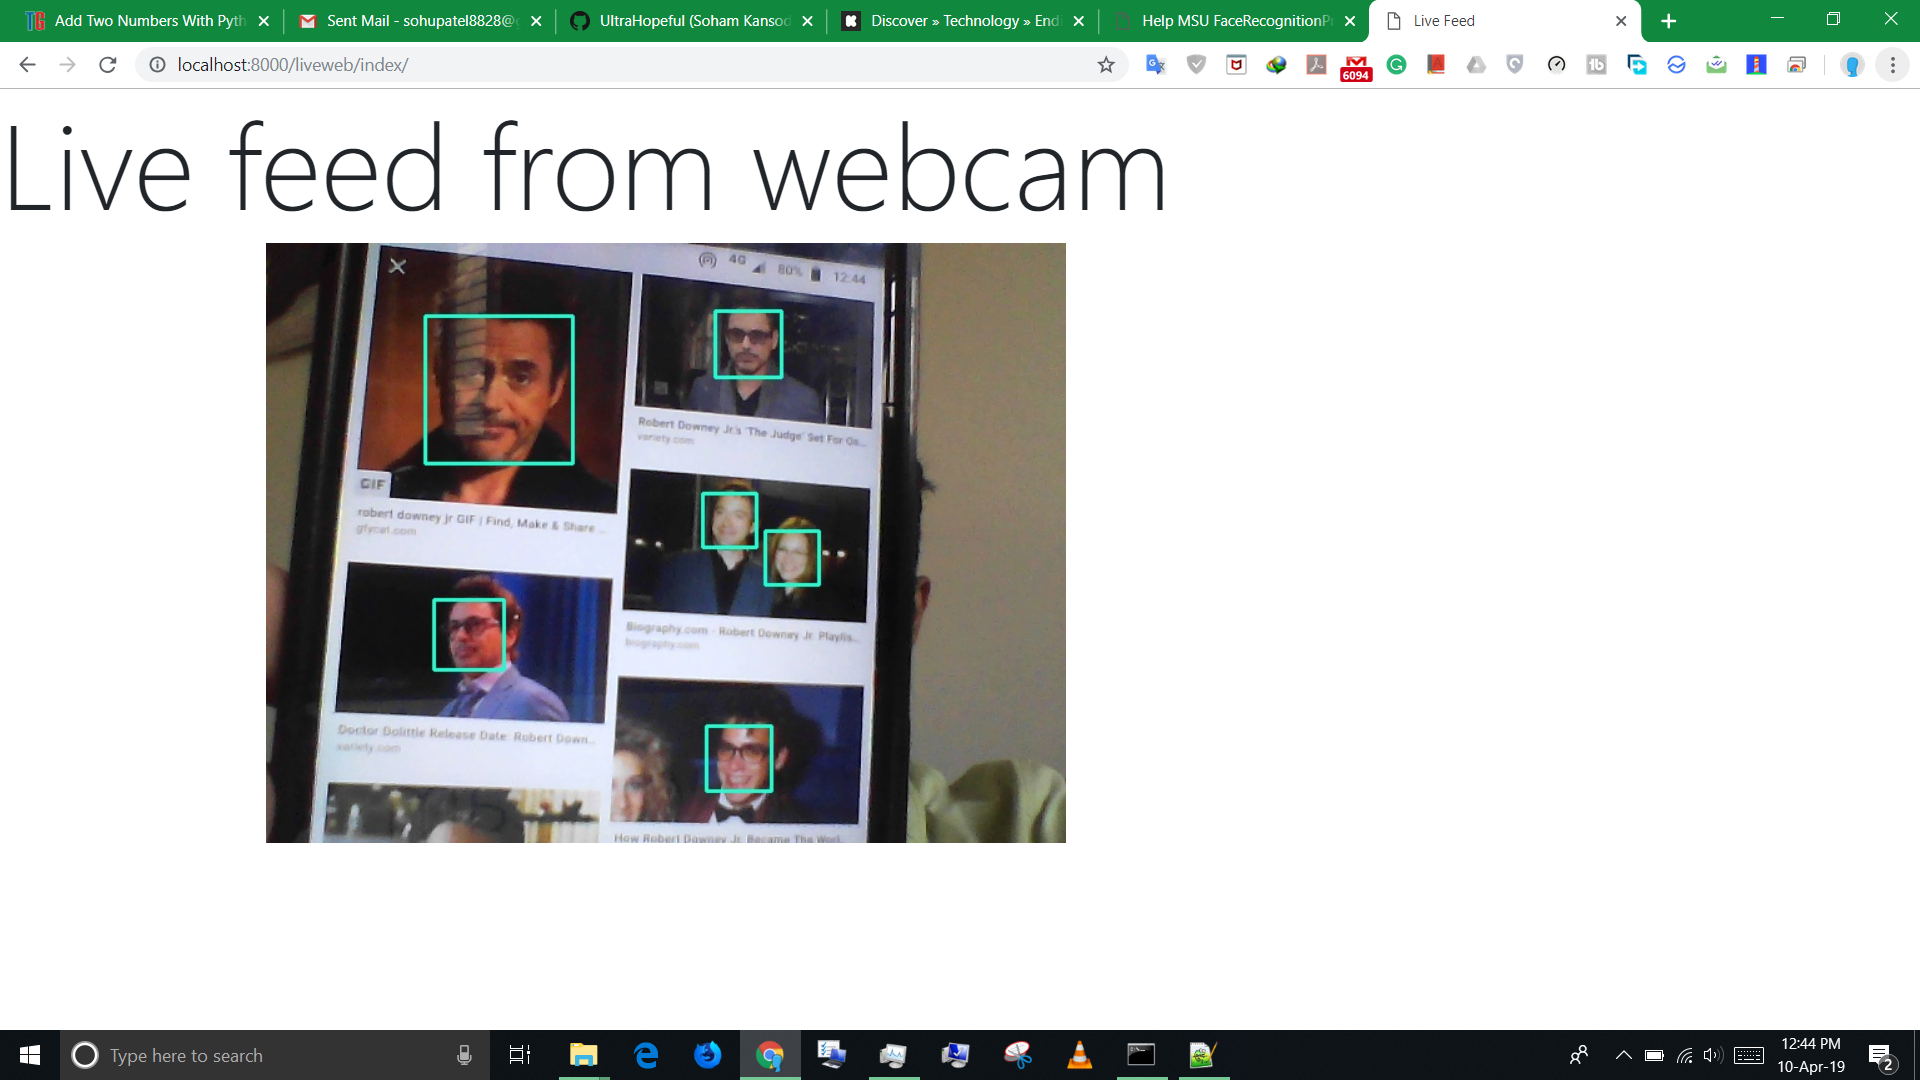 Add Two Numbers With Pyth
Sent Mail - sohupatel8828@g
UltraHopeful (Soham Kansod
Discover » Technology » Endi
Help MSU FaceRecognitionPr
Live Feed
localhost:8000/liveweb/index/
6094
Live feed from webcam
4G 80% 12:44
GIF
robert downey jr GIF | Find, Make & Share ...
gfycat.com
Robert Downey Jr.'s 'The Judge' Set For Os...
variety.com
Biography.com - Robert Downey Jr. Playlis...
biography.com
Doctor Dolittle Release Date: Robert Down...
variety.com
How Robert Downey Jr. Became The Worl...
Type here to search
12:44 PM
10-Apr-19
2